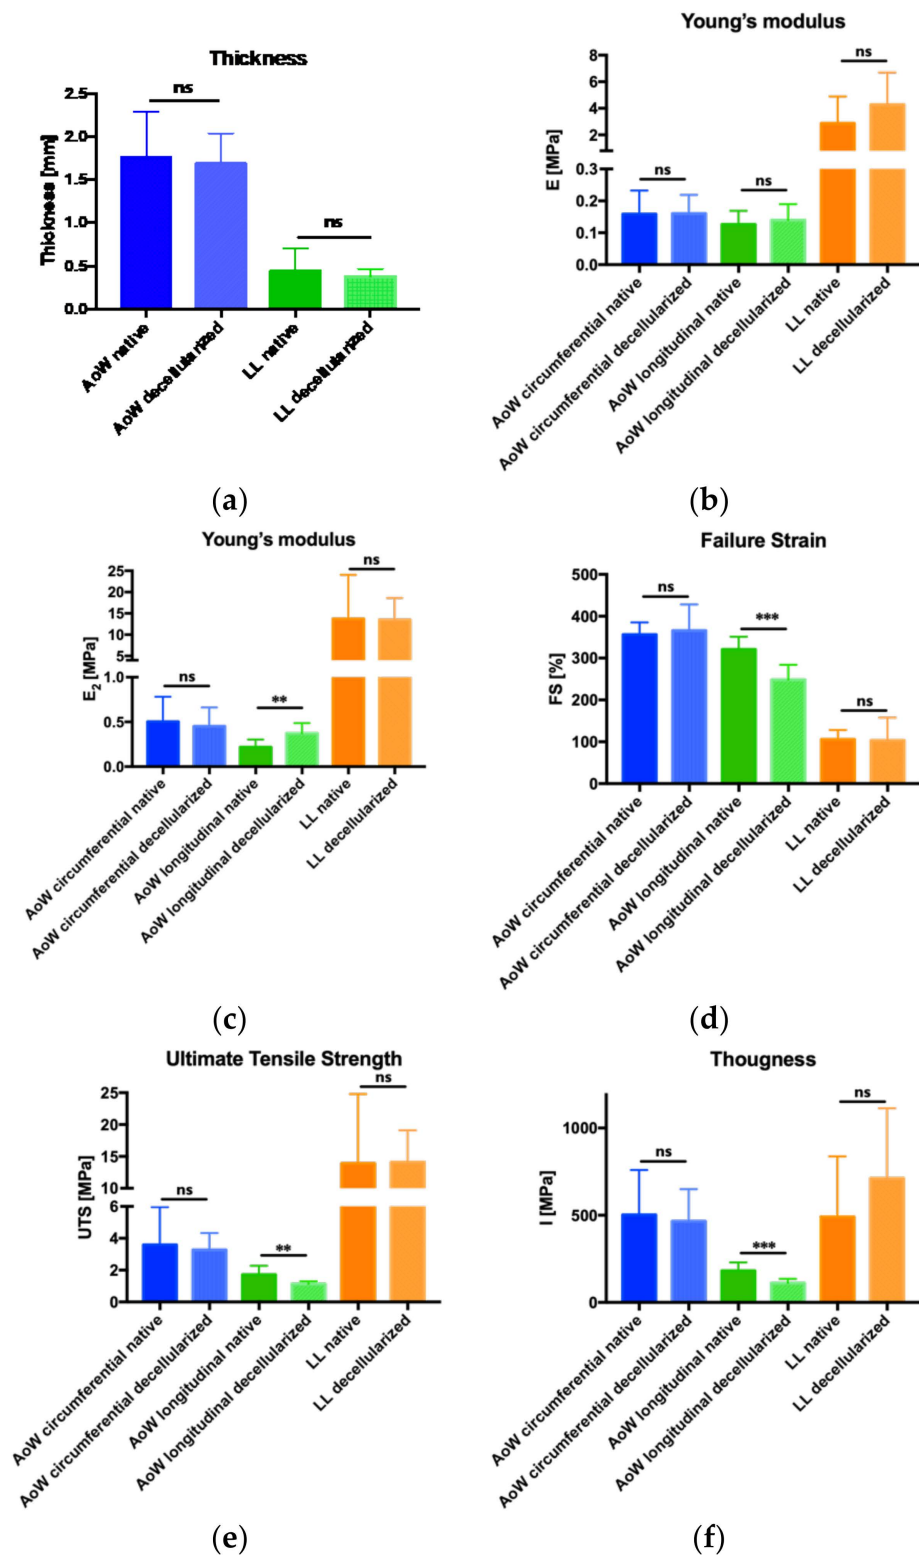 Thickness
ns
ns
Thickness [mm]
2.5
2.0
1.5
1.0
0.5
0.0
AoW native
AoW decellularized
LL native
LL decellularized
(a)
Young's modulus
ns
ns
ns
E [MPa]
8
6
4
2
0.3
0.2
0.1
0.0
AoW circumferential native
AoW circumferential decellularized
AoW longitudinal native
AoW longitudinal decellularized
LL native
LL decellularized
(b)
Young's modulus
ns
ns
**
E2 [MPa]
25
20
15
10
5
1.0
0.5
0.0
AoW circumferential native
AoW circumferential decellularized
AoW longitudinal native
AoW longitudinal decellularized
LL native
LL decellularized
(c)
Failure Strain
ns
***
ns
FS [%]
500
400
300
200
100
0
AoW circumferential native
AoW circumferential decellularized
AoW longitudinal native
AoW longitudinal decellularized
LL native
LL decellularized
(d)
Ultimate Tensile Strength
ns
ns
**
UTS [MPa]
25
20
15
10
6
4
2
0
AoW circumferential native
AoW circumferential decellularized
AoW longitudinal native
AoW longitudinal decellularized
LL native
LL decellularized
(e)
Thougness
ns
ns
***
I [MPa]
1000
500
0
AoW circumferential native
AoW circumferential decellularized
AoW longitudinal native
AoW longitudinal decellularized
LL native
LL decellularized
(f)